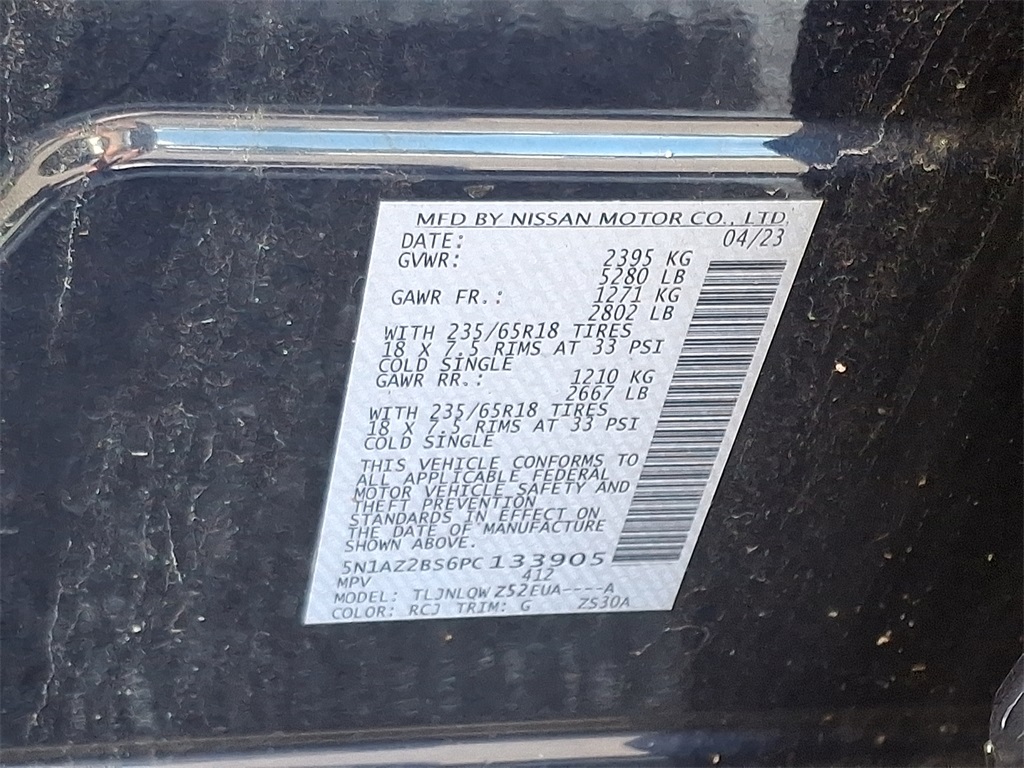 MFD BY NISSAN MOTOR CO., LTD.
DATE: 04/23
GVWR: 2395 KG
5280 LB
GAWR FR.: 1271 KG
2802 LB
WITH 235/65R18 TIRES
18 X 7.5 RIMS AT 33 PSI
COLD SINGLE
GAWR RR.: 1210 KG
2667 LB
WITH 235/65R18 TIRES
18 X 7.5 RIMS AT 33 PSI
COLD SINGLE
THIS VEHICLE CONFORMS TO
ALL APPLICABLE FEDERAL
MOTOR VEHICLE SAFETY AND
THEFT PREVENTION
STANDARDS IN EFFECT ON
THE DATE OF MANUFACTURE
SHOWN ABOVE.
5N1AZ2BS6PC133905
MPV 412
MODEL: TLJNLQWZ52EUA----A
COLOR: RCJ TRIM: G ZS30A